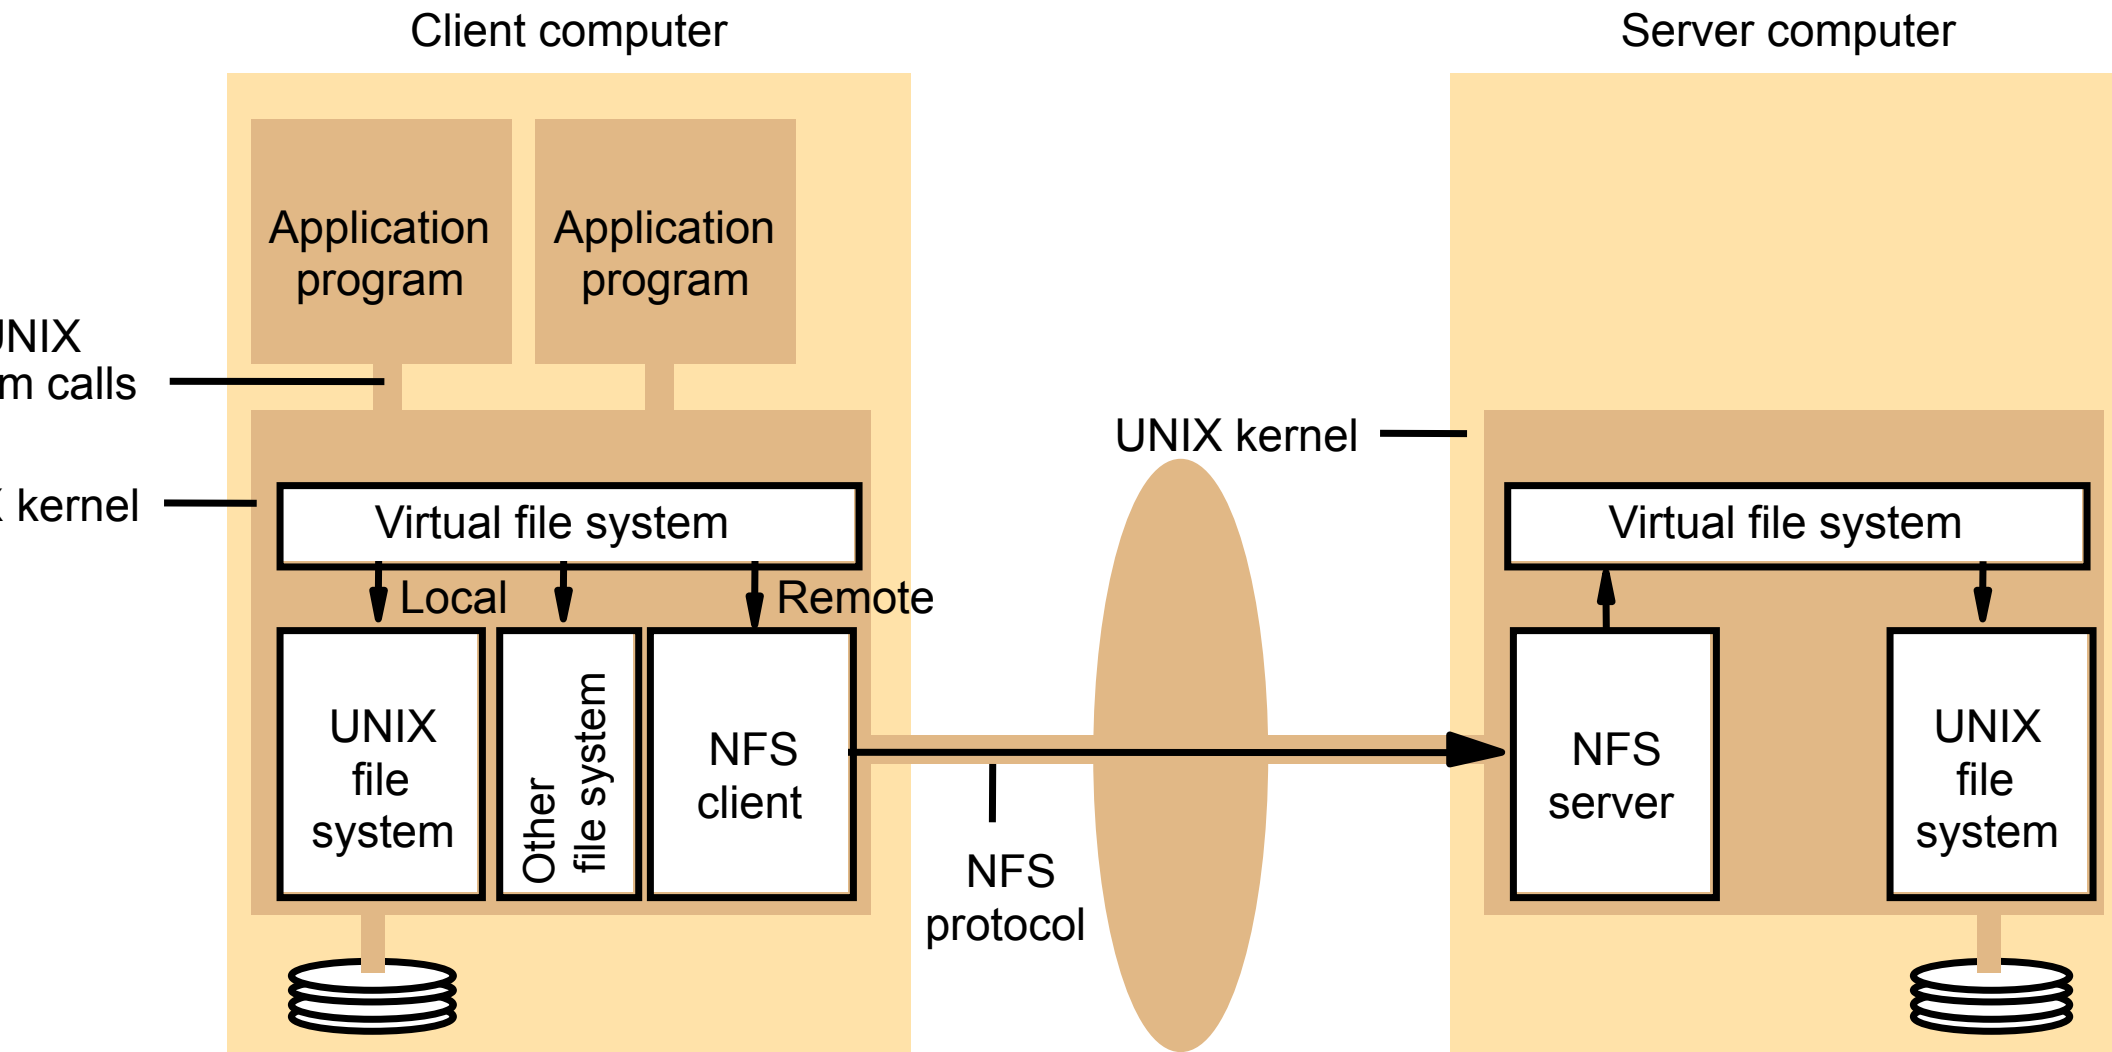 Client computer
Server computer
Application
program
Application
program
UNIX
m calls
UNIX kernel
kernel
Virtual file system
Virtual file system
Local
Remote
UNIX
file
system
Other
file system
NFS
client
NFS
server
UNIX
file
system
NFS
protocol